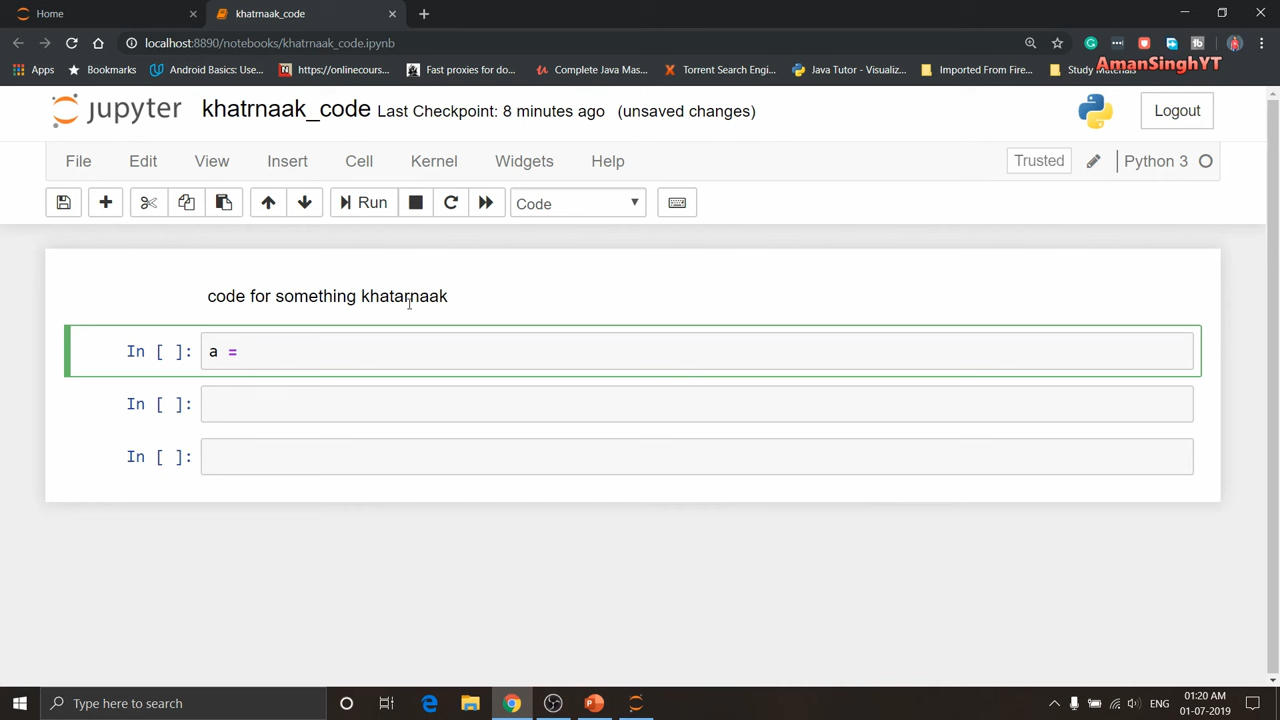 Home
khatrnaak_code
localhost:8890/notebooks/khatrnaak_code.ipynb
Apps
Bookmarks
Android Basics: Use...
https://onlinecours...
Fast proxy server -...
Complete Java Mas...
Torrent Search Engi...
Java Tutor - Visualiz...
Imported From Fire...
Study Materials
AmanSinghYT
jupyter khatrnaak_code Last Checkpoint: 8 minutes ago (unsaved changes)
Logout
File Edit View Insert Cell Kernel Widgets Help
Trusted
Python 3
Run
Code
code for something khatarnaak
In [ ]: a =
In [ ]:
In [ ]:
Type here to search
ENG
01:20 AM
01-07-2019